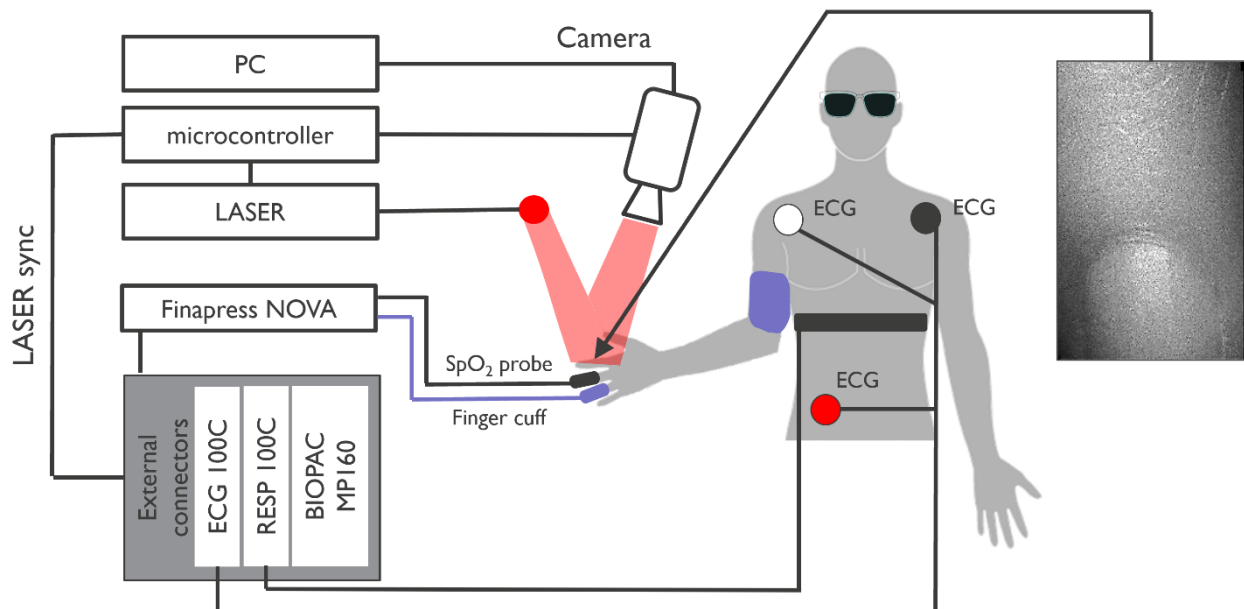 Camera
PC
microcontroller
LASER
LASER sync
Finapress NOVA
SpO₂ probe
Finger cuff
External
connectors
ECG 100C
RESP 100C
BIOPAC
MP160
ECG
ECG
ECG